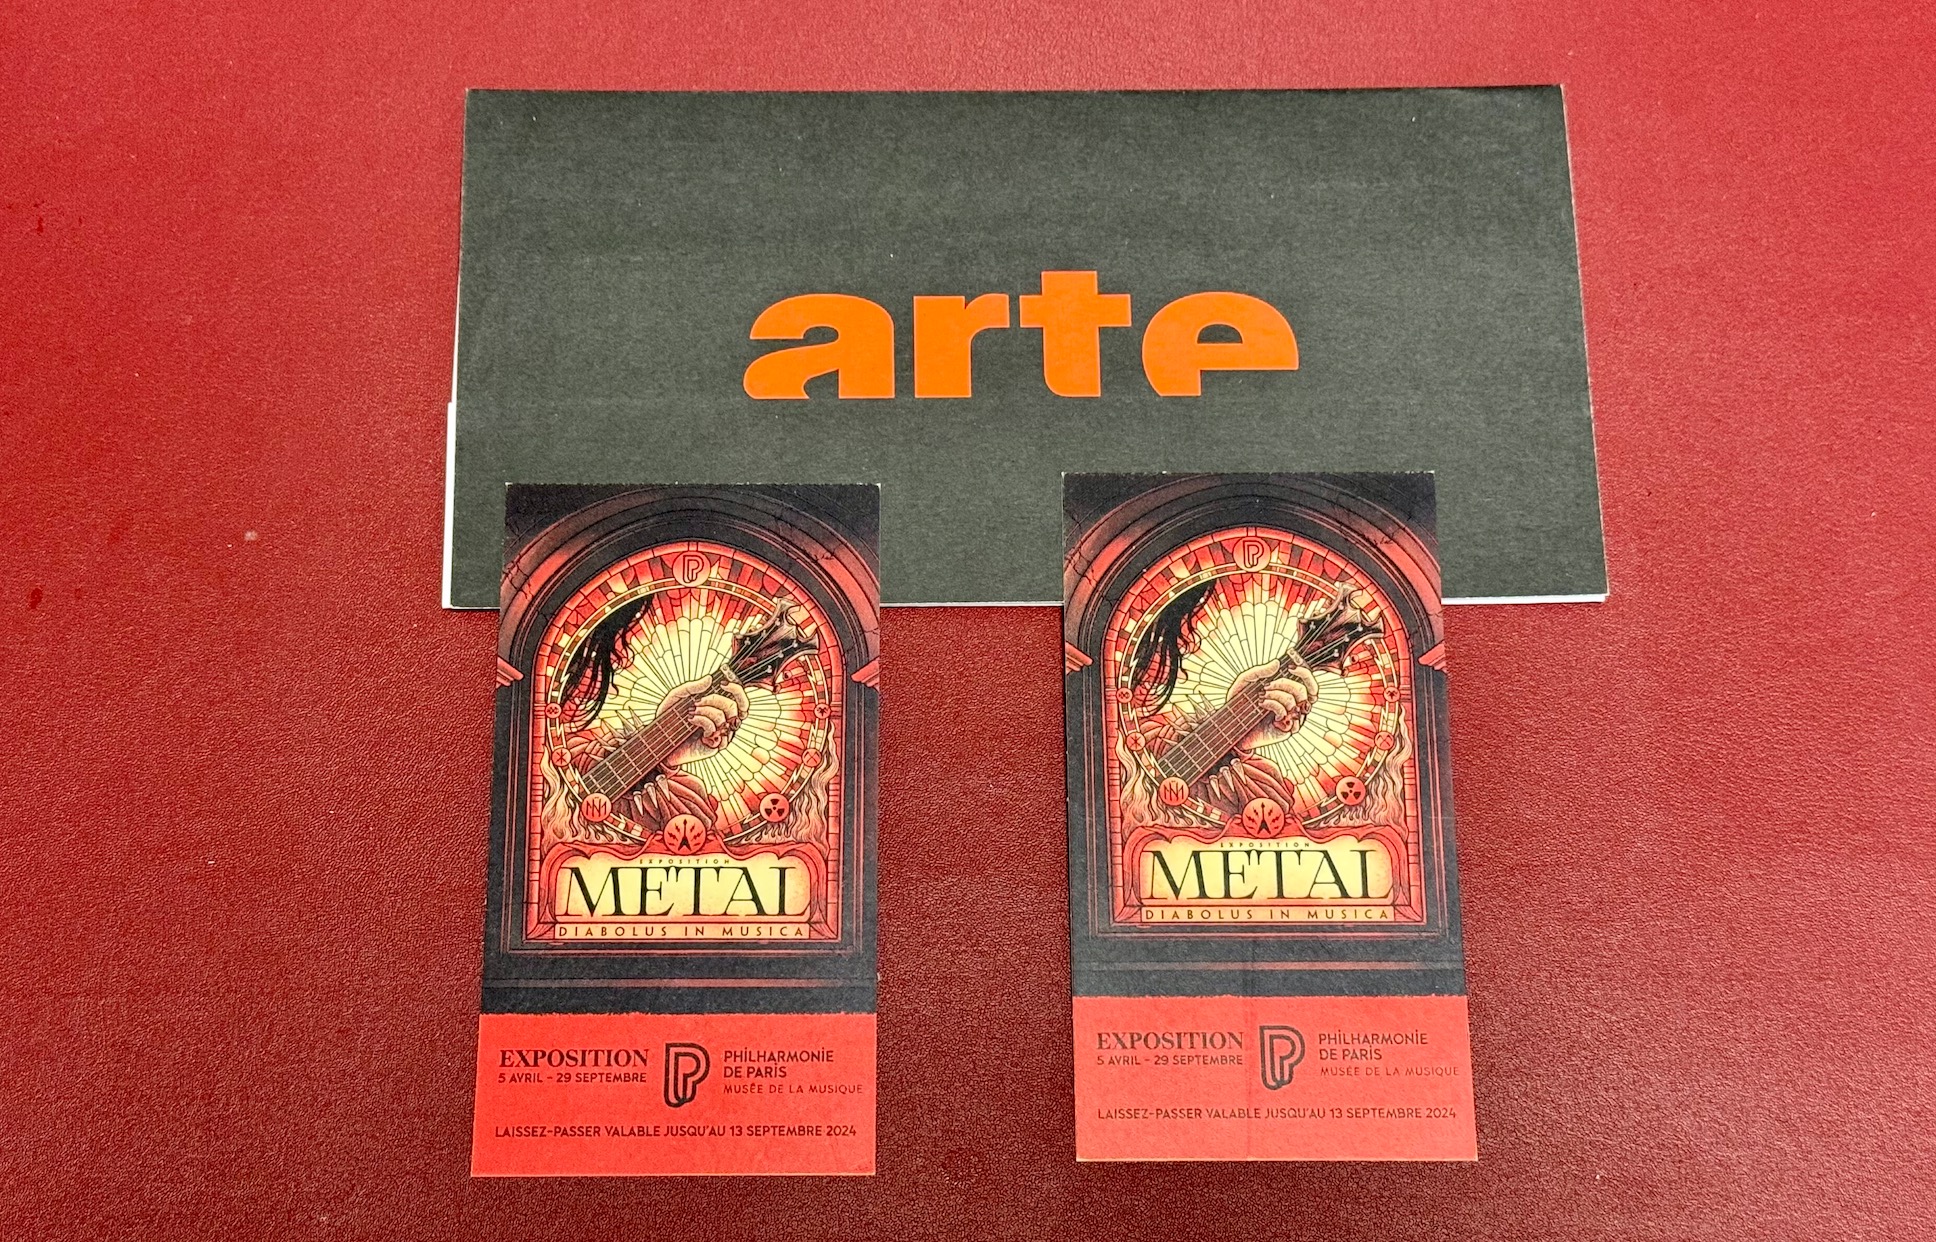 arte
EXPOSITION
METAL
DIABOLUS IN MUSICA
EXPOSITION
5 AVRIL - 29 SEPTEMBRE
PHILHARMONIE
DE PARIS
MUSÉE DE LA MUSIQUE
LAISSEZ-PASSER VALABLE JUSQU'AU 13 SEPTEMBRE 2024
EXPOSITION
METAL
DIABOLUS IN MUSICA
EXPOSITION
5 AVRIL - 29 SEPTEMBRE
PHILHARMONIE
DE PARIS
MUSÉE DE LA MUSIQUE
LAISSEZ-PASSER VALABLE JUSQU'AU 13 SEPTEMBRE 2024